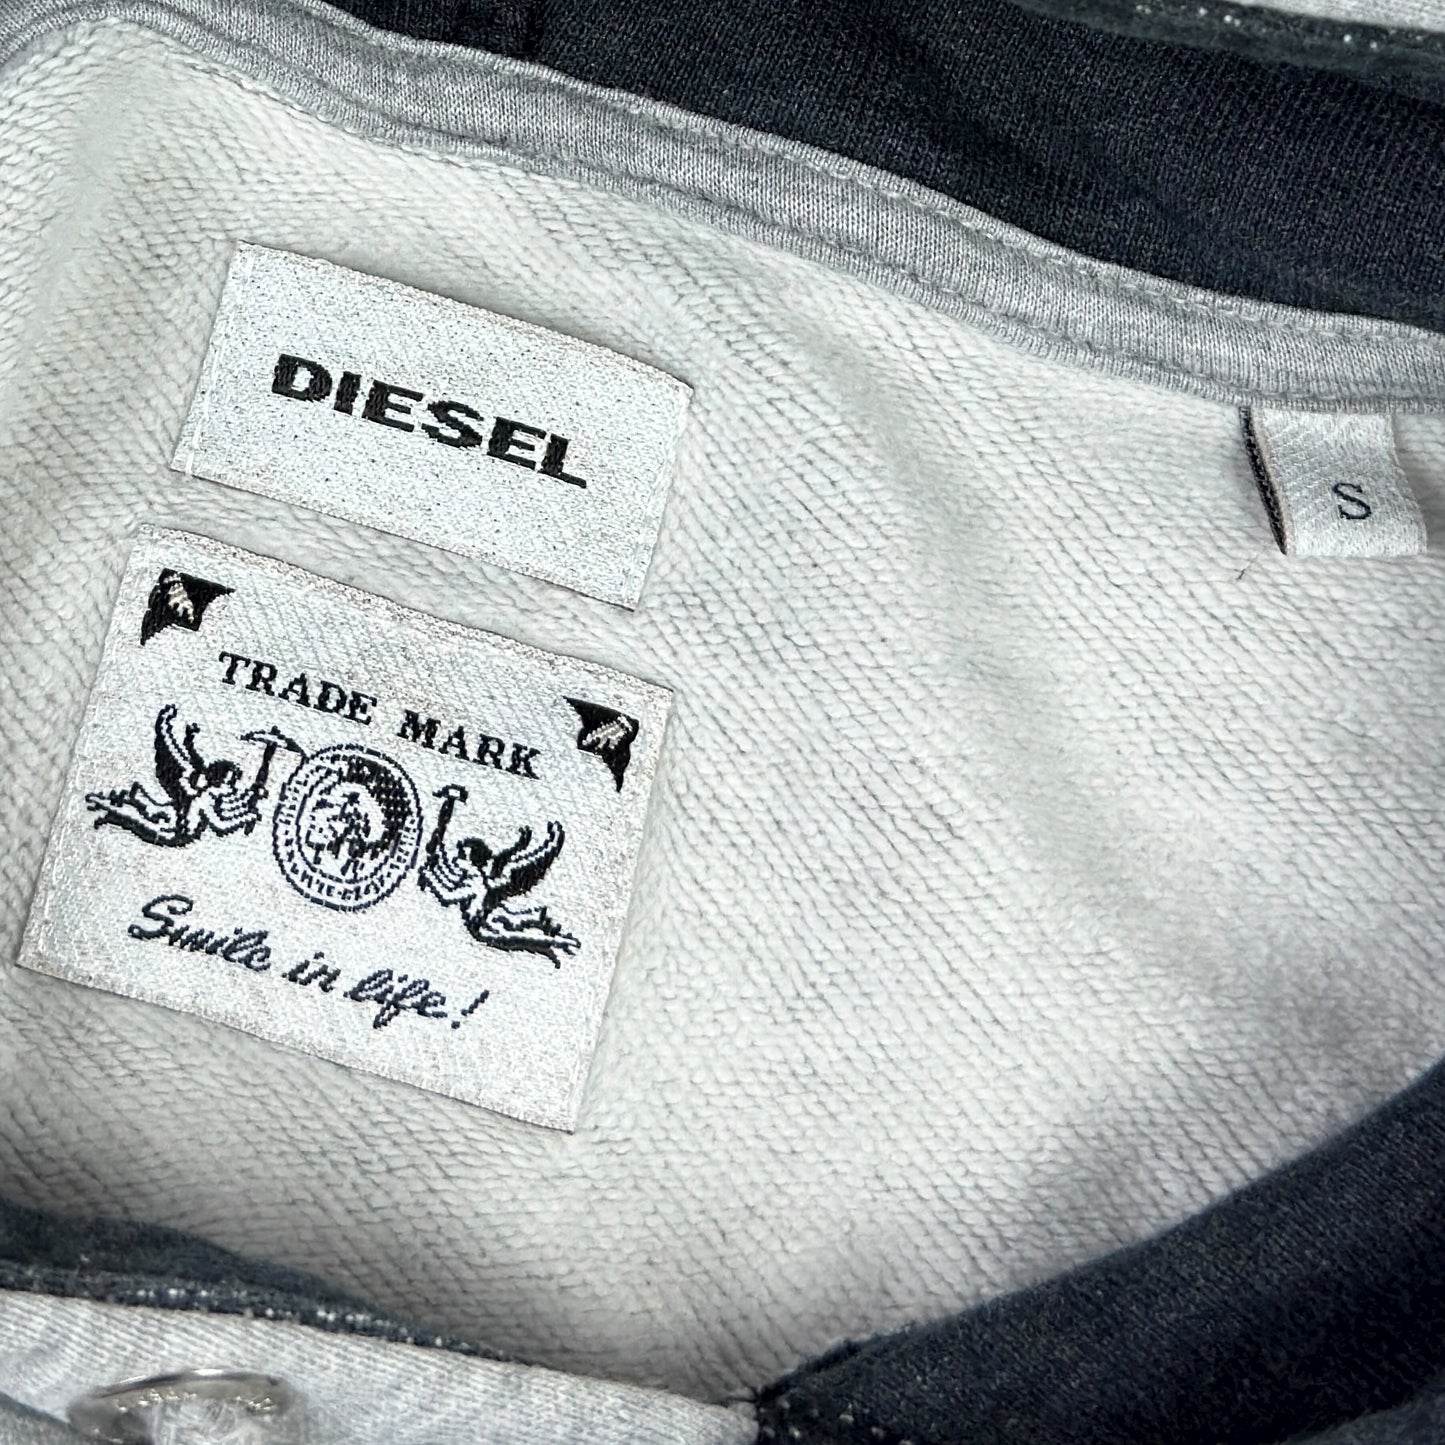 DIESEL
S
TRADE MARK
Smile in life!